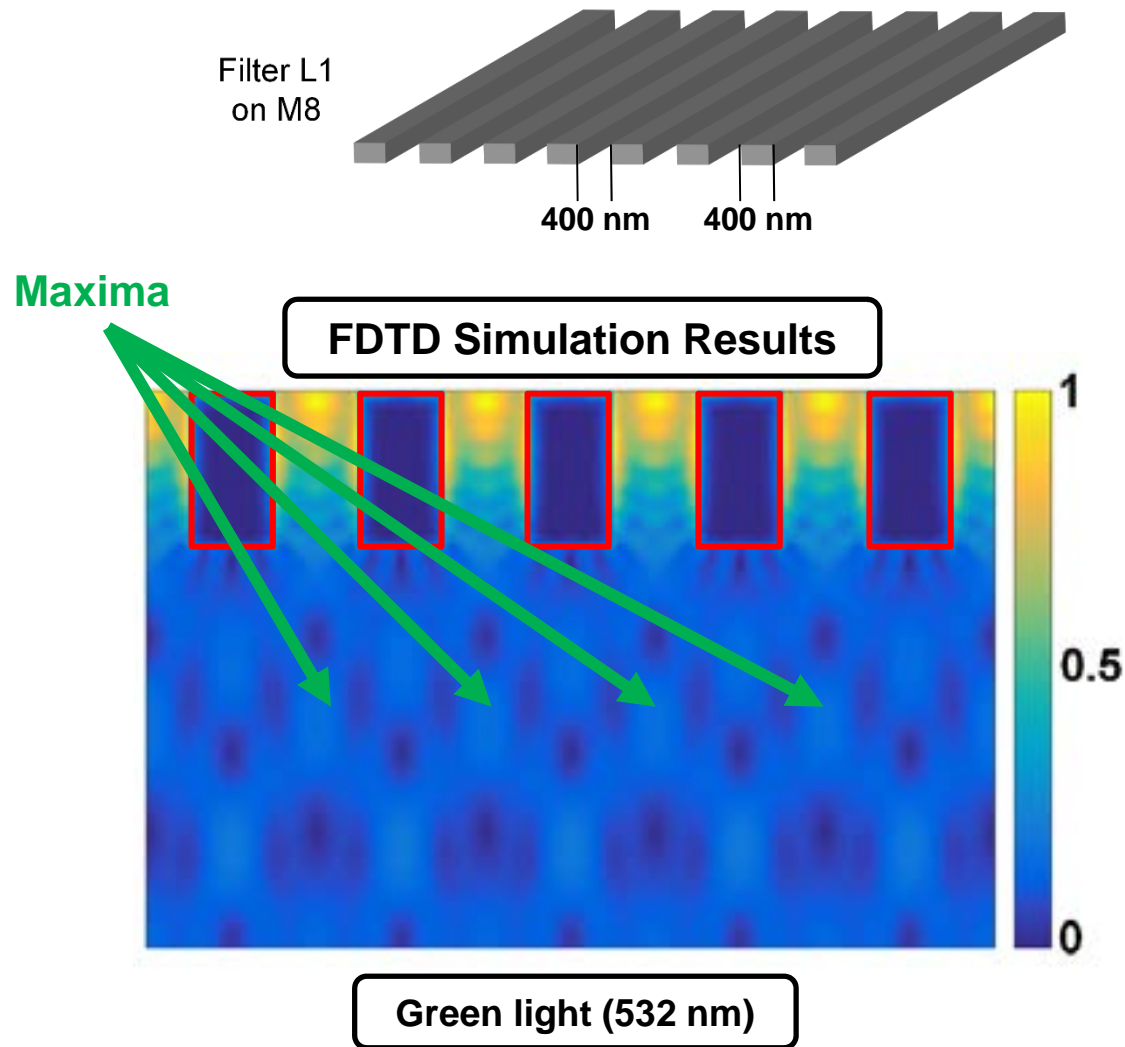 Filter L1
on M8
400 nm
400 nm
Maxima
FDTD Simulation Results
1
0.5
0
Green light (532 nm)